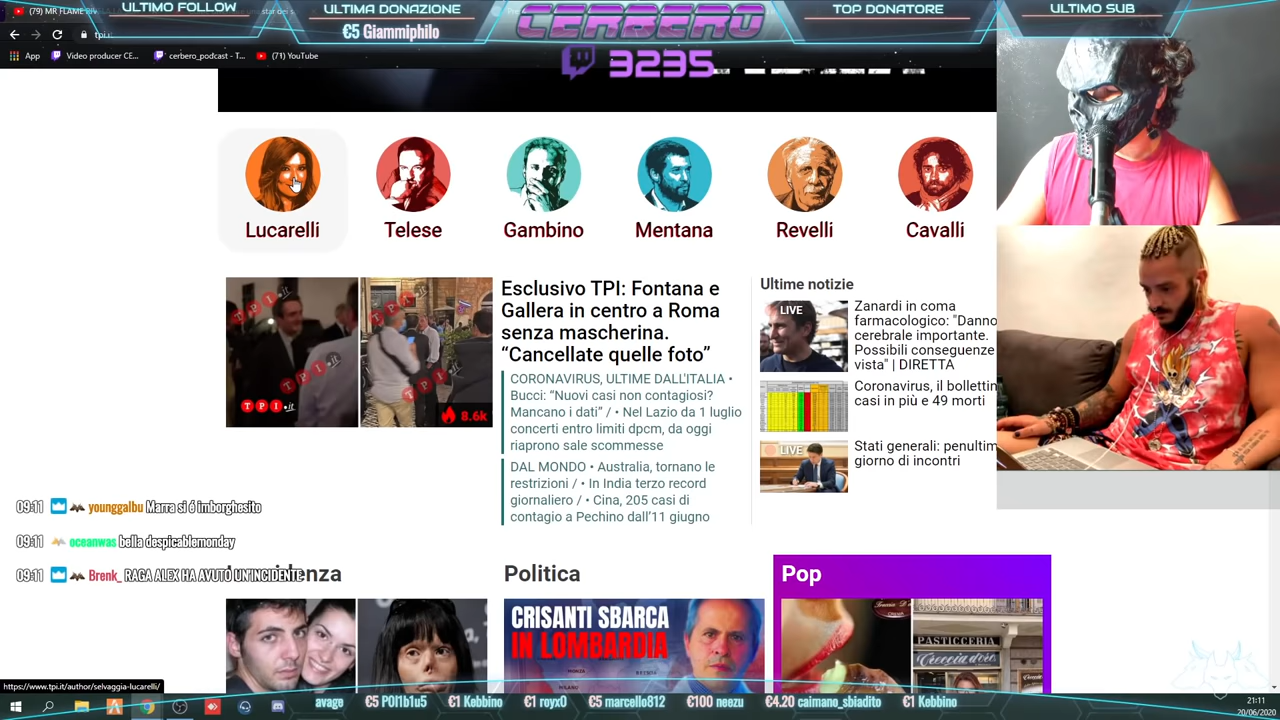 (79) MR FLAME RIV
ULTIMO FOLLOW
ULTIMA DONAZIONE
€5 Giammiphilo
CERBERO
3235
TOP DONATORE
ULTIMO SUB
App
Video producer CE...
cerbero_podcast - T...
(71) YouTube
Lucarelli
Telese
Gambino
Mentana
Revelli
Cavalli
TPI.it
8.6k
Esclusivo TPI: Fontana e
Gallera in centro a Roma
senza mascherina.
“Cancellate quelle foto”
CORONAVIRUS, ULTIME DALL'ITALIA •
Bucci: “Nuovi casi non contagiosi?
Mancano i dati” / • Nel Lazio da 1 luglio
concerti entro limiti dpcm, da oggi
riaprono sale scommesse
DAL MONDO • Australia, tornano le
restrizioni / • In India terzo record
giornaliero / • Cina, 205 casi di
contagio a Pechino dall’11 giugno
Ultime notizie
LIVE
Zanardi in coma
farmacologico: "Danno
cerebrale importante.
Possibili conseguenze
vista" | DIRETTA
Coronavirus, il bollettin
casi in più e 49 morti
LIVE
Stati generali: penultim
giorno di incontri
09:11 younggalbu Marra si é imborghesito
09:11 oceanwas bella despicablemonday
09:11 Brenk_ RAGA ALEX HA AVUTO UN'INCIDENTE
Politica
Pop
CRISANTI SBARCA
IN LOMBARDIA
MONZA
MILANO
PASTICCERIA
https://www.tpi.it/author/selvaggia-lucarelli/
avage €5 P0l1b1u5 €1 Kebbino €1 royx0 €5 marcello812 €100 neezu €4.20 caimano_sbiadito €1 Kebbino
21:11
20/06/2020